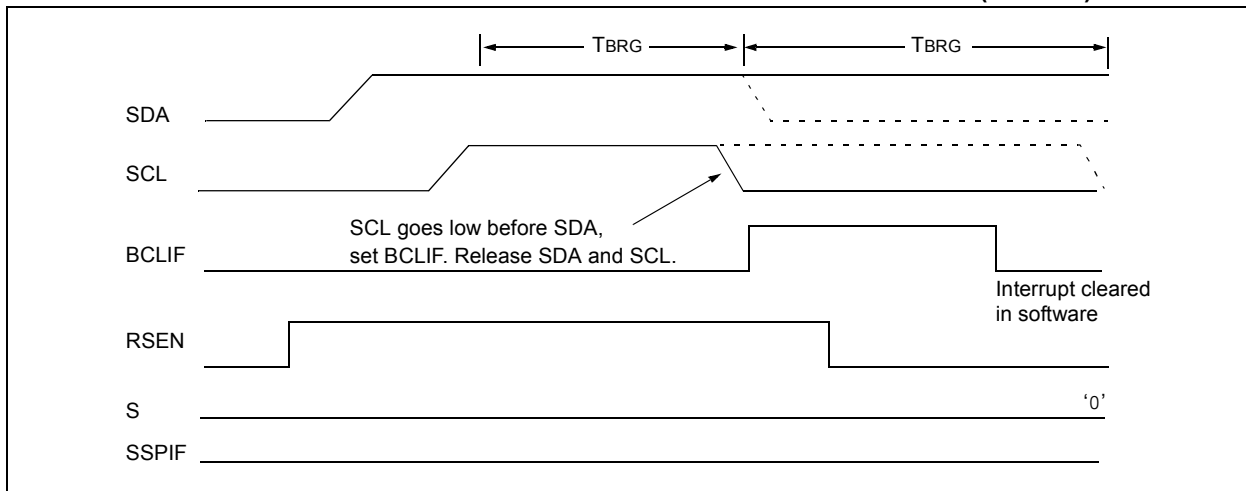 TBRG TBRG
SDA
SCL
SCL goes low before SDA,
set BCLIF. Release SDA and SCL.
BCLIF
Interrupt cleared
in software
RSEN
S ‘0’
SSPIF